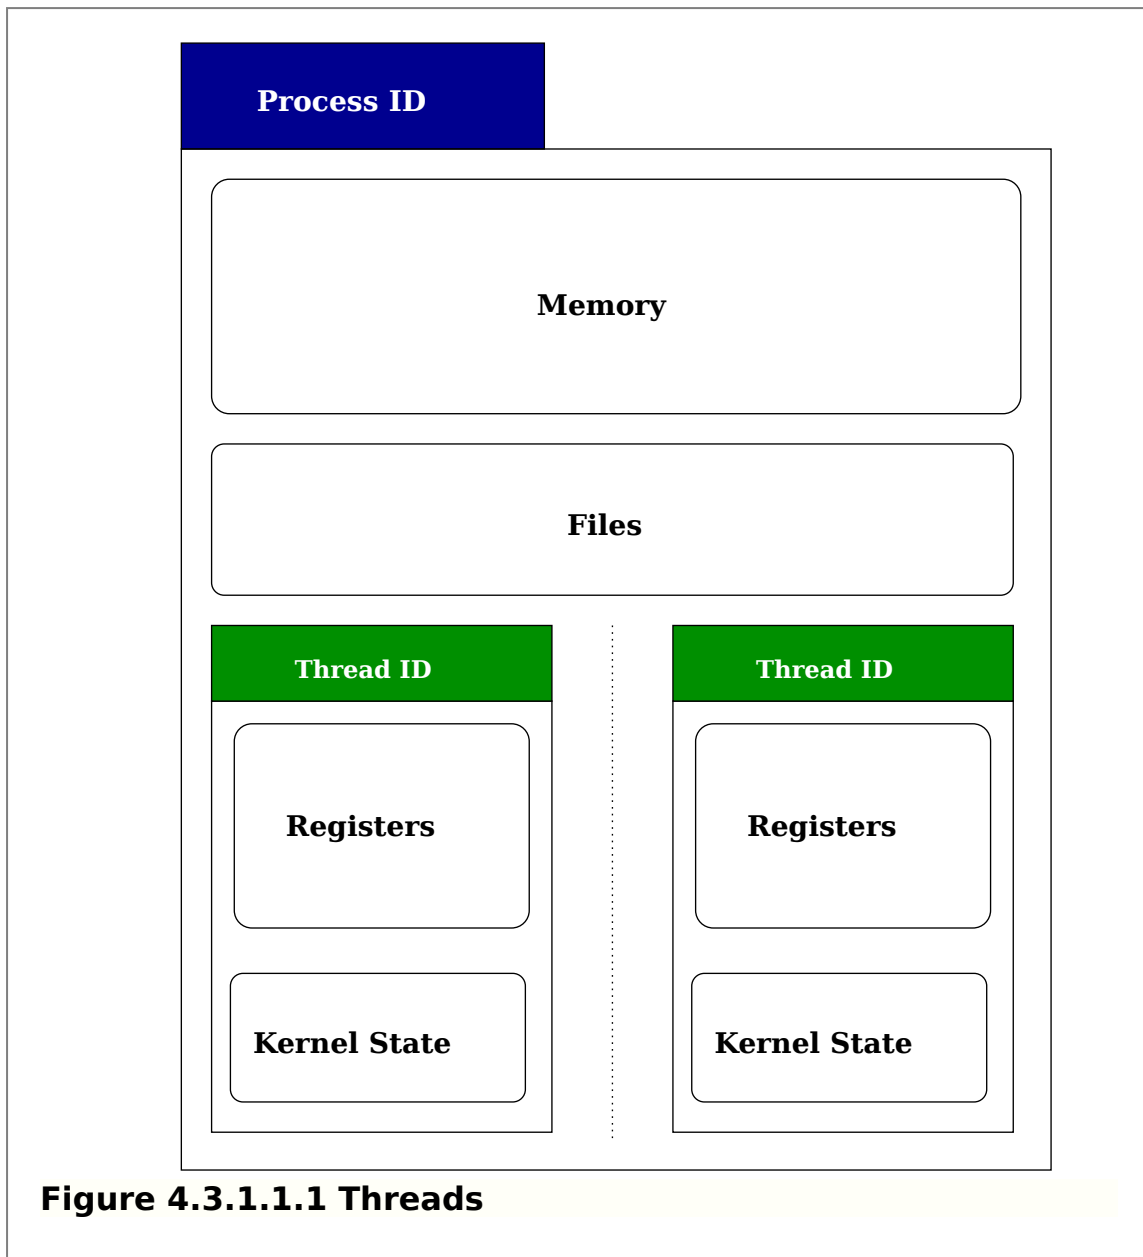 Process ID
Memory
Files
Thread ID
Thread ID
Registers
Registers
Kernel State
Kernel State
Figure 4.3.1.1.1 Threads